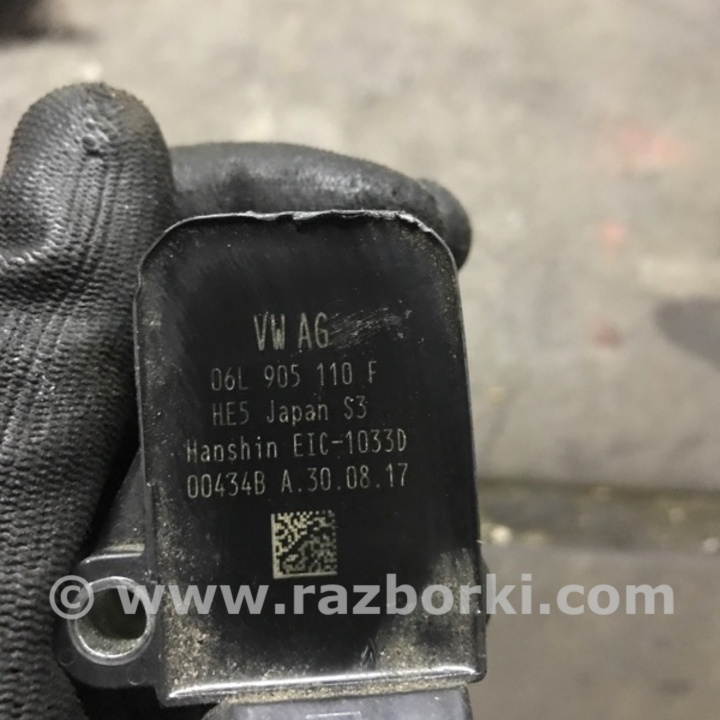 VW AG
06L 905 110 F
HE5 Japan S3
Hanshin EIC-1033D
00434B A.30.08.17
© www.razborki.com